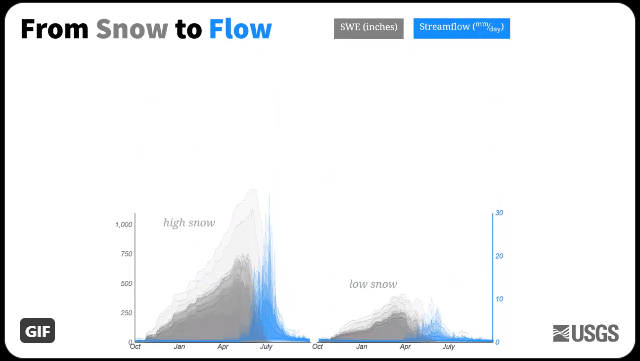 From Snow to Flow
SWE (inches)
Streamflow (mm/day)
high snow
low snow
1,000
750
500
250
0
30
20
10
0
Oct Jan Apr July Oct Jan Apr July
GIF
USGS